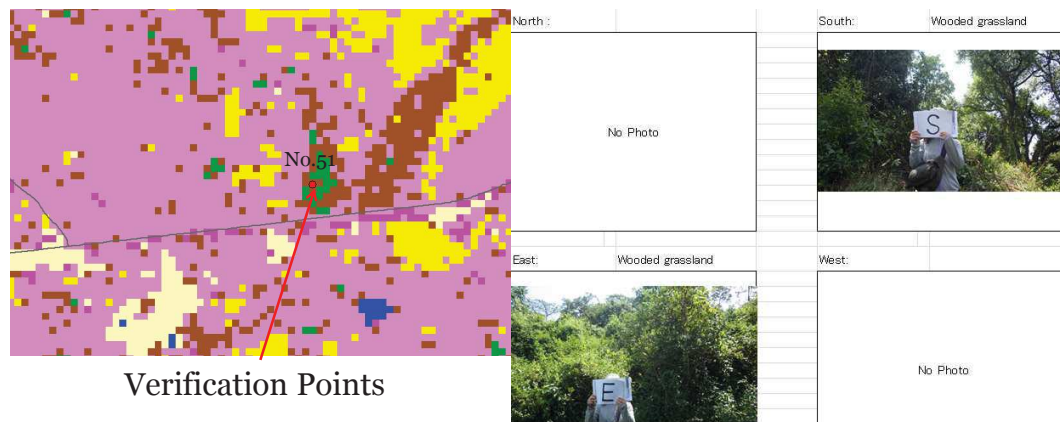 No.51
Verification Points
North :
No Photo
South: Wooded grassland
S
East: Wooded grassland
E
West:
No Photo